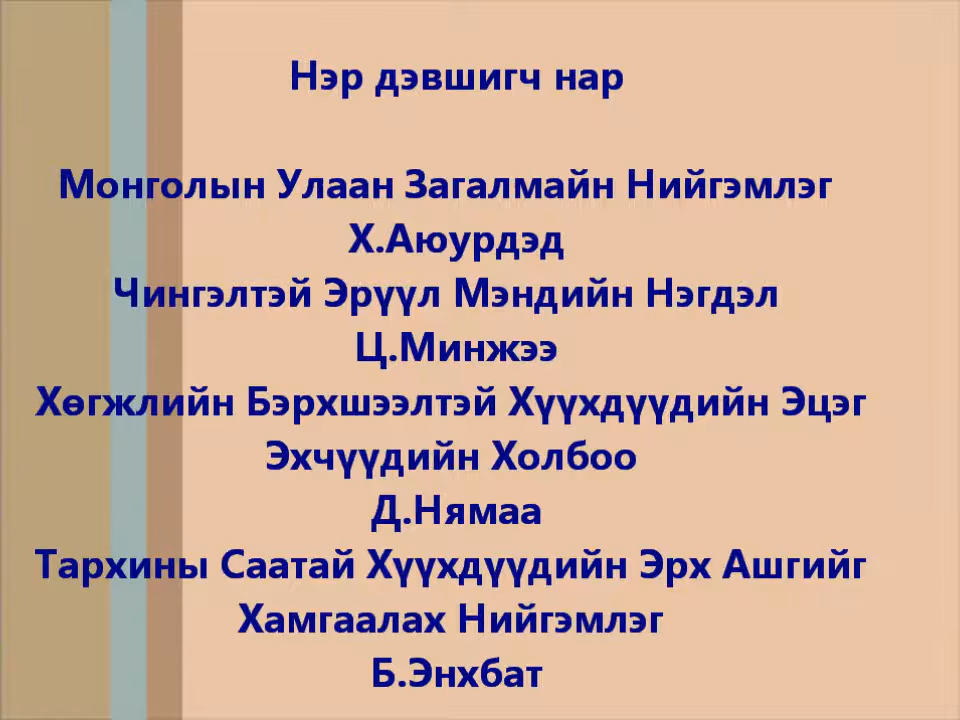 Нэр дэвшигч нар
Монголын Улаан Загалмайн Нийгэмлэг
Х.Аюурдэд
Чингэлтэй Эрүүл Мэндийн Нэгдэл
Ц.Минжээ
Хөгжлийн Бэрхшээлтэй Хүүхдүүдийн Эцэг
Эхчүүдийн Холбоо
Д.Нямаа
Тархины Саатай Хүүхдүүдийн Эрх Ашгийг
Хамгаалах Нийгэмлэг
Б.Энхбат